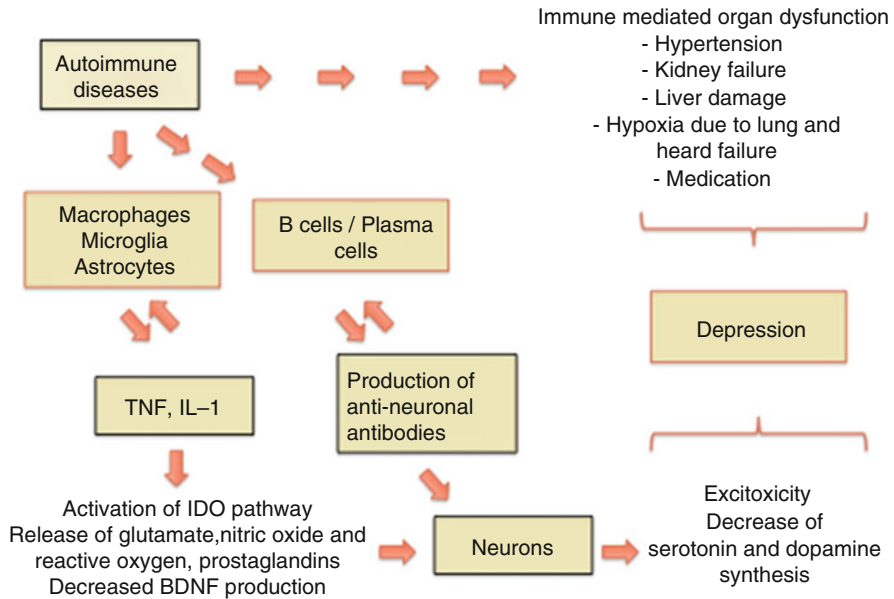 Autoimmune
diseases
Immune mediated organ dysfunction
- Hypertension
- Kidney failure
- Liver damage
- Hypoxia due to lung and
heard failure
- Medication
Macrophages
Microglia
Astrocytes
B cells / Plasma
cells
Depression
TNF, IL–1
Production of
anti-neuronal
antibodies
Activation of IDO pathway
Release of glutamate,nitric oxide and
reactive oxygen, prostaglandins
Decreased BDNF production
Neurons
Excitoxicity
Decrease of
serotonin and dopamine
synthesis